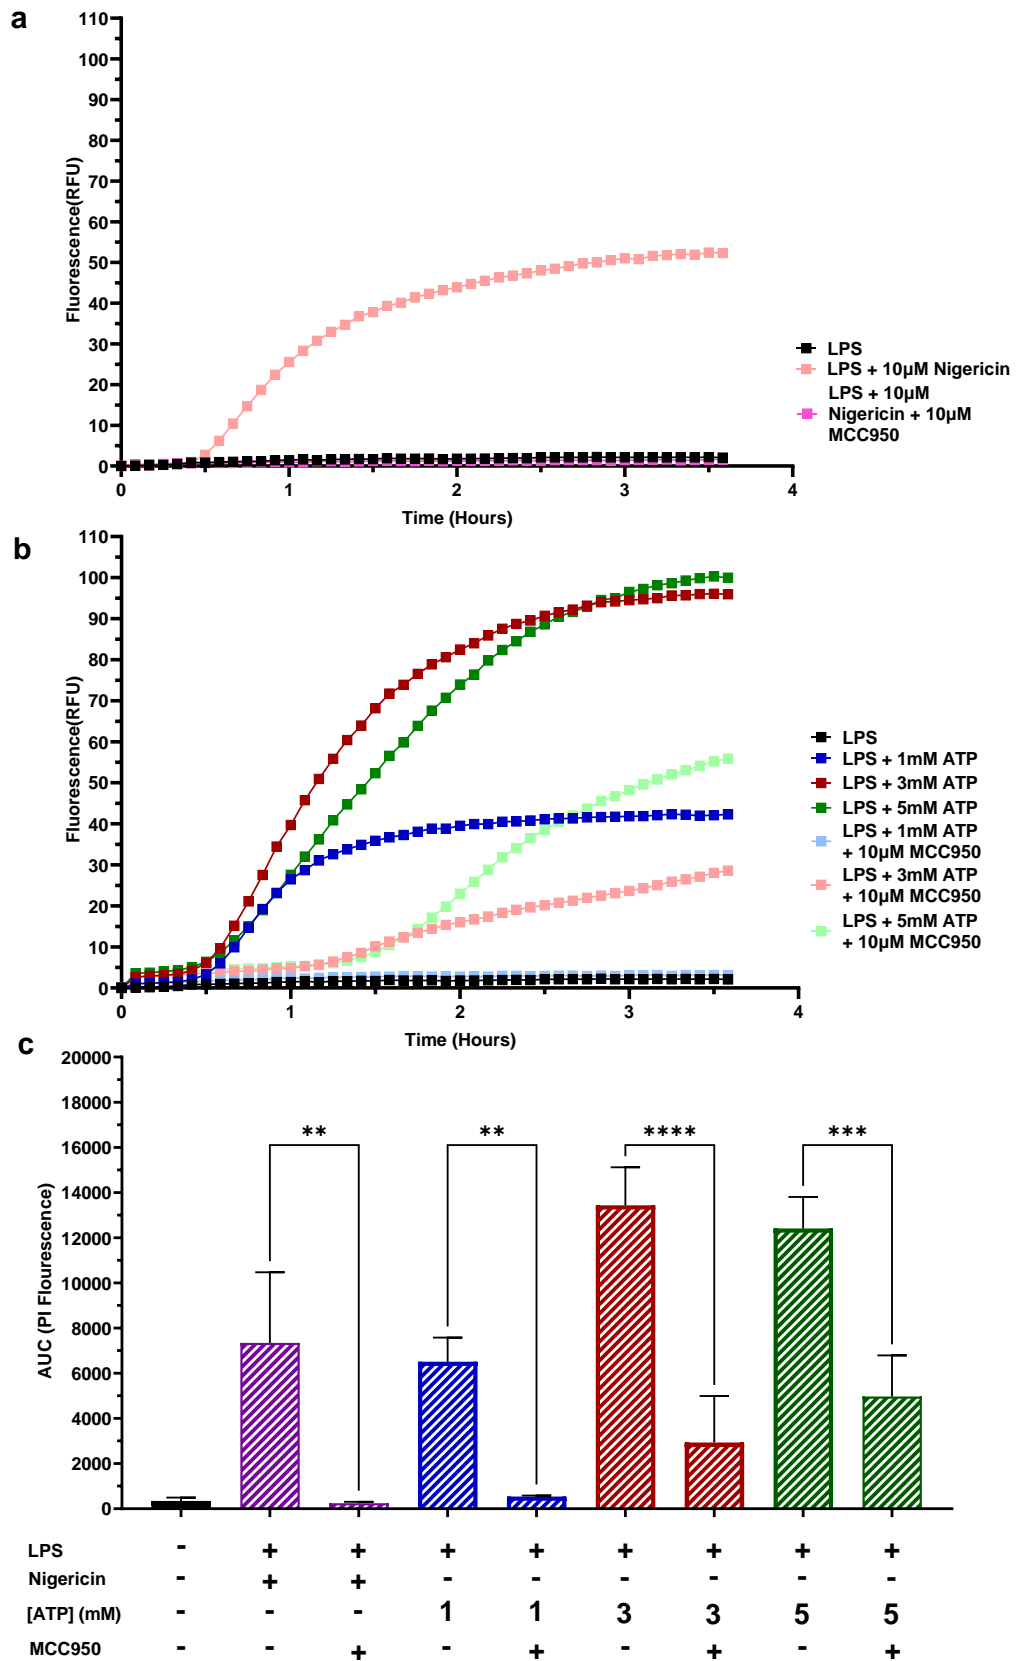 a
110
100
90
80
70
60
50
40
30
20
10
0
Fluorescence(RFU)
0 1 2 3 4
Time (Hours)
LPS
LPS + 10µM Nigericin
LPS + 10µM
Nigericin + 10µM
MCC950
b
110
100
90
80
70
60
50
40
30
20
10
0
Fluorescence(RFU)
0 1 2 3 4
Time (Hours)
LPS
LPS + 1mM ATP
LPS + 3mM ATP
LPS + 5mM ATP
LPS + 1mM ATP
+ 10µM MCC950
LPS + 3mM ATP
+ 10µM MCC950
LPS + 5mM ATP
+ 10µM MCC950
c
20000
18000
16000
14000
12000
10000
8000
6000
4000
2000
0
AUC (PI Flourescence)
** ** **** ***
LPS - + + + + + + + +
Nigericin - + + - - - - - -
[ATP] (mM) - - - 1 1 3 3 5 5
MCC950 - - + - + - + - +